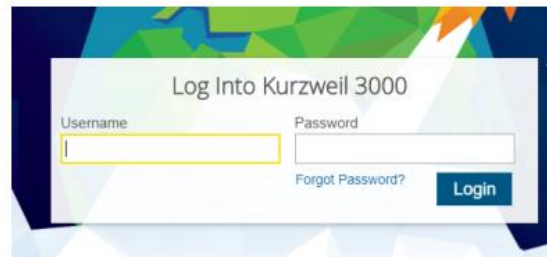 Log Into Kurzweil 3000
Username Password
Forgot Password?
Login